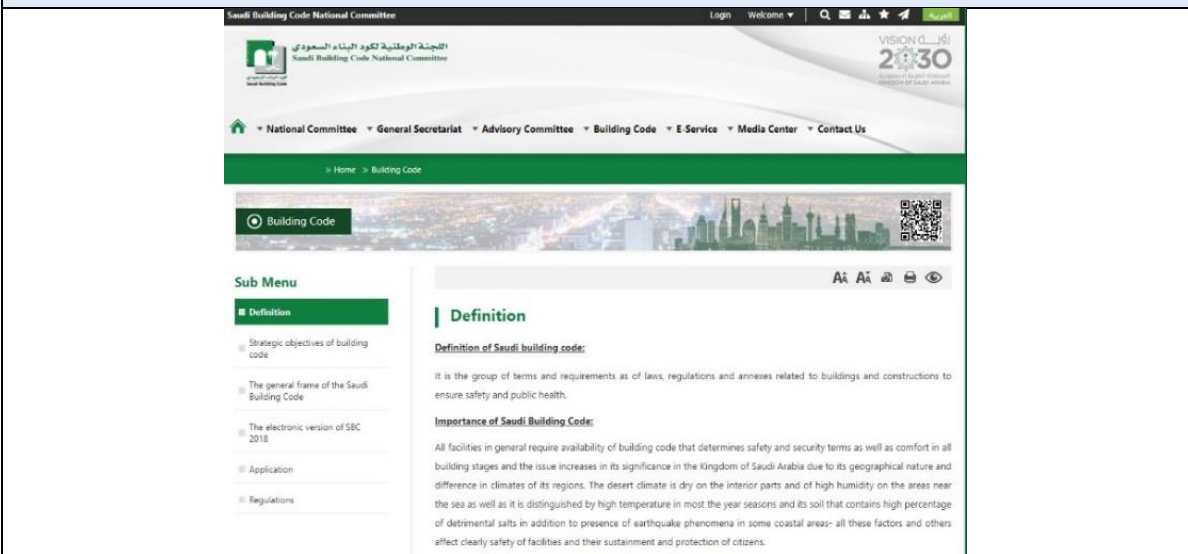 Saudi Building Code National Committee
Login Welcome
العربية
اللجنة الوطنية لكود البناء السعودي
Saudi Building Code National
Committee
Saudi Building Code
VISION رؤيــة
2030
المملكة العربية السعودية
KINGDOM OF SAUDI ARABIA
National Committee General Secretariat Advisory Committee Building Code E-Service Media Center Contact Us
» Home » Building Code
Building Code
Sub Menu
Definition
Strategic objectives of building
code
The general frame of the Saudi
Building Code
The electronic version of SBC
2018
Application
Regulations
Definition
Definition of Saudi building code:
It is the group of terms and requirements as of laws, regulations and annexes related to buildings and constructions to
ensure safety and public health.
Importance of Saudi Building Code:
All facilities in general require availability of building code that determines safety and security terms as well as comfort in all
building stages and the issue increases in its significance in the Kingdom of Saudi Arabia due to its geographical nature and
difference in climates of its regions. The desert climate is dry on the interior parts and of high humidity on the areas near
the sea as well as it is distinguished by high temperature in most the year seasons and its soil that contains high percentage
of detrimental salts in addition to presence of earthquake phenomena in some coastal areas- all these factors and others
affect clearly safety of facilities and their sustainment and protection of citizens.